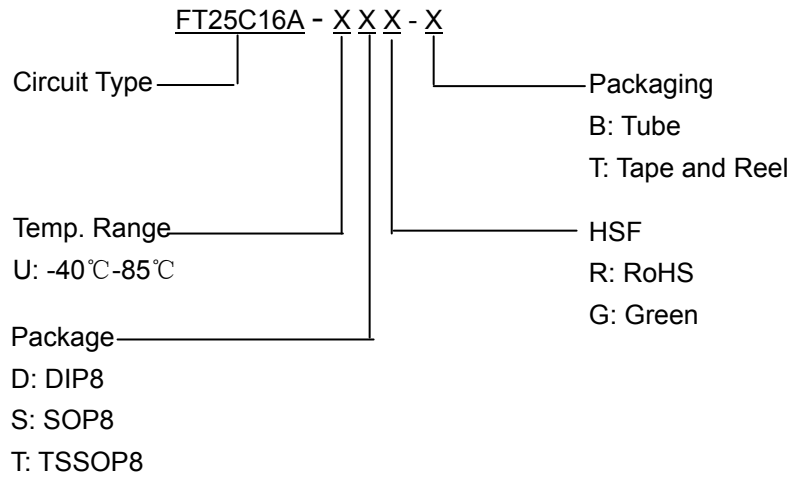 FT25C16A - X X X - X
Circuit Type
Packaging
B: Tube
T: Tape and Reel
Temp. Range
U: -40℃-85℃
HSF
R: RoHS
G: Green
Package
D: DIP8
S: SOP8
T: TSSOP8